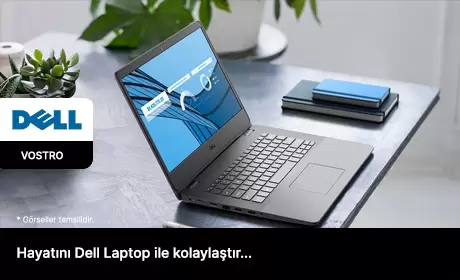 DELL
VOSTRO
* Görseller temsilidir.
Hayatını Dell Laptop ile kolaylaştır...